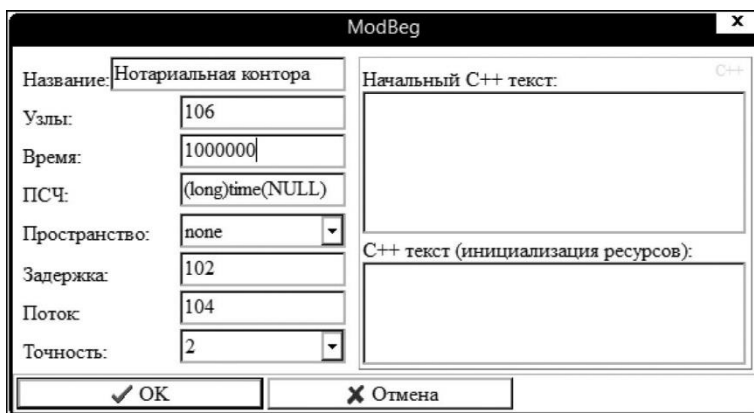 ModBeg
x
Название: Нотариальная контора
Узлы: 106
Время: 1000000
ПСЧ: (long)time(NULL)
Пространство: none
Задержка: 102
Поток: 104
Точность: 2
C++
Начальный C++ текст:
C++ текст (инициализация ресурсов):
OK
Отмена